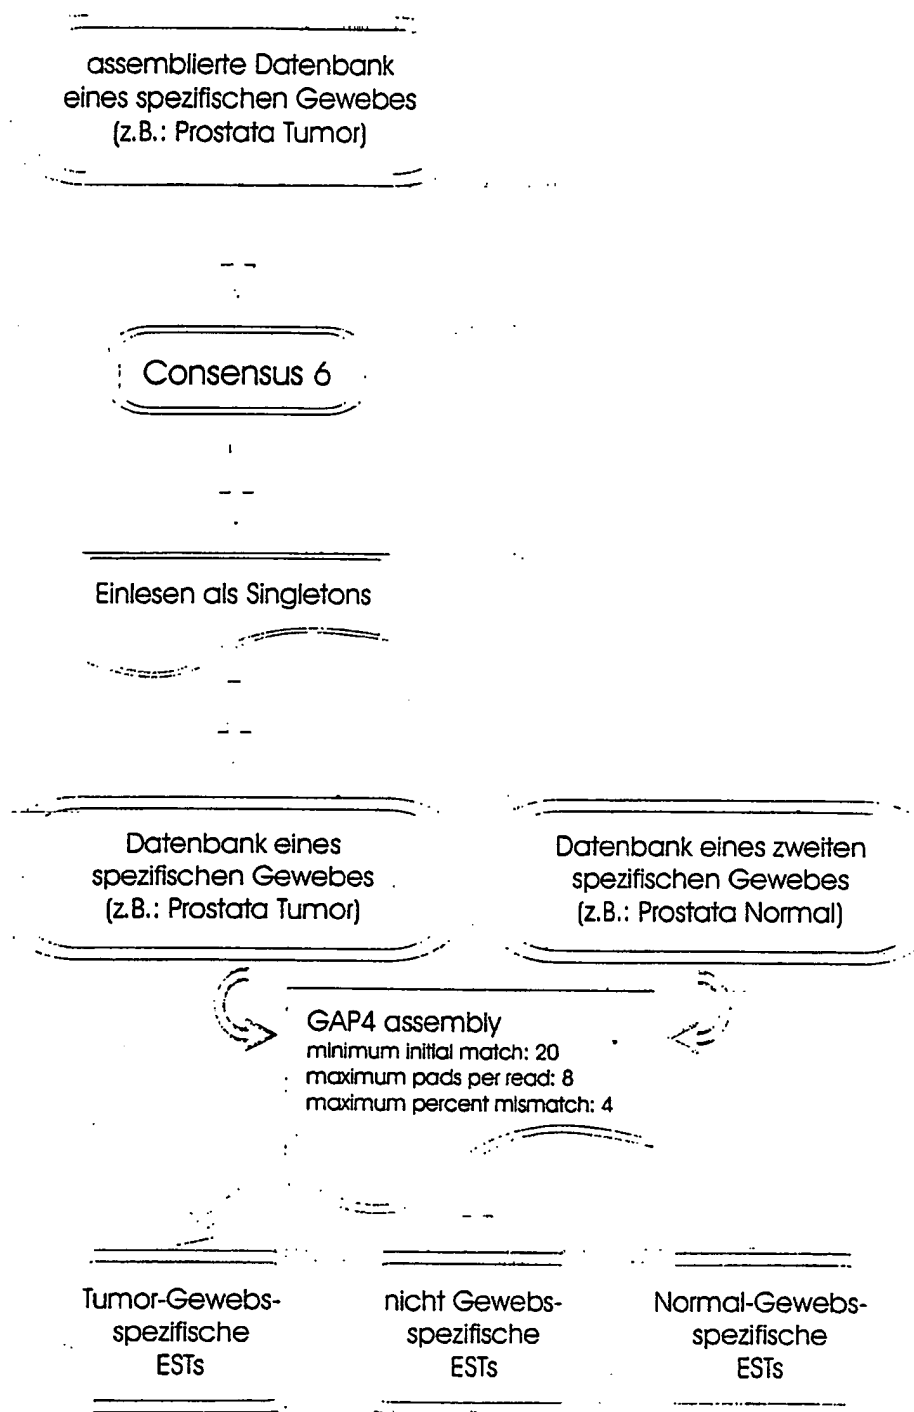 assemblierte Datenbank
eines spezifischen Gewebes
(z.B.: Prostata Tumor)
Consensus 6
Einlesen als Singletons
Datenbank eines
spezifischen Gewebes
(z.B.: Prostata Tumor)
Datenbank eines zweiten
spezifischen Gewebes
(z.B.: Prostata Normal)
GAP4 assembly
minimum initial match: 20
maximum pads per read: 8
maximum percent mismatch: 4
Tumor-Gewebs-
spezifische
ESTs
nicht Gewebs-
spezifische
ESTs
Normal-Gewebs-
spezifische
ESTs